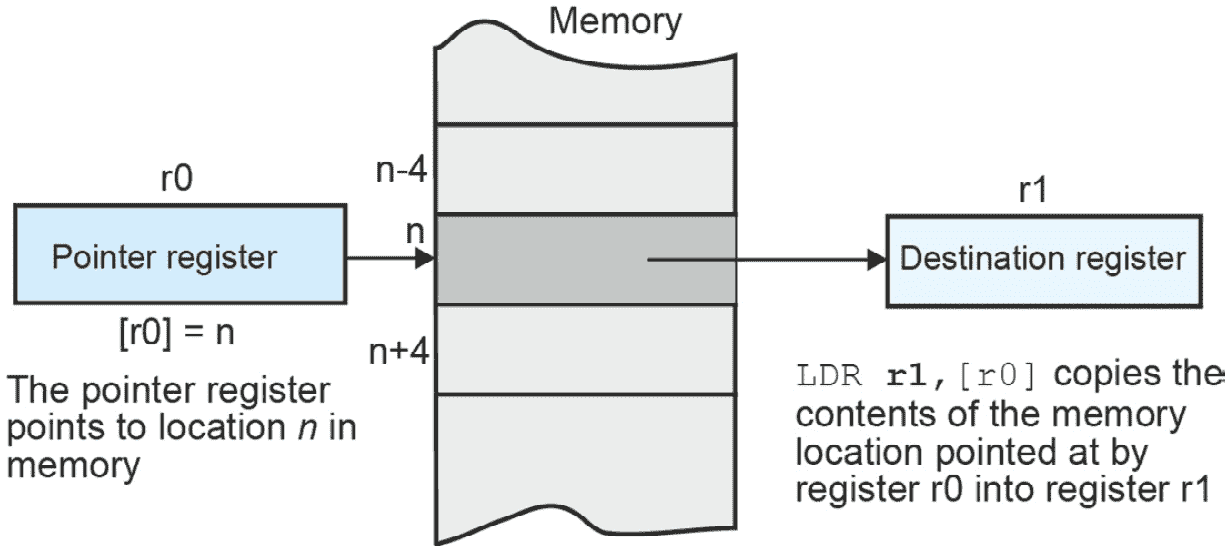 Memory
n-4
r0
r1
n
Pointer register
Destination register
[r0] = n
n+4
The pointer register
points to location n in
memory
LDR r1,[r0] copies the
contents of the memory
location pointed at by
register r0 into register r1